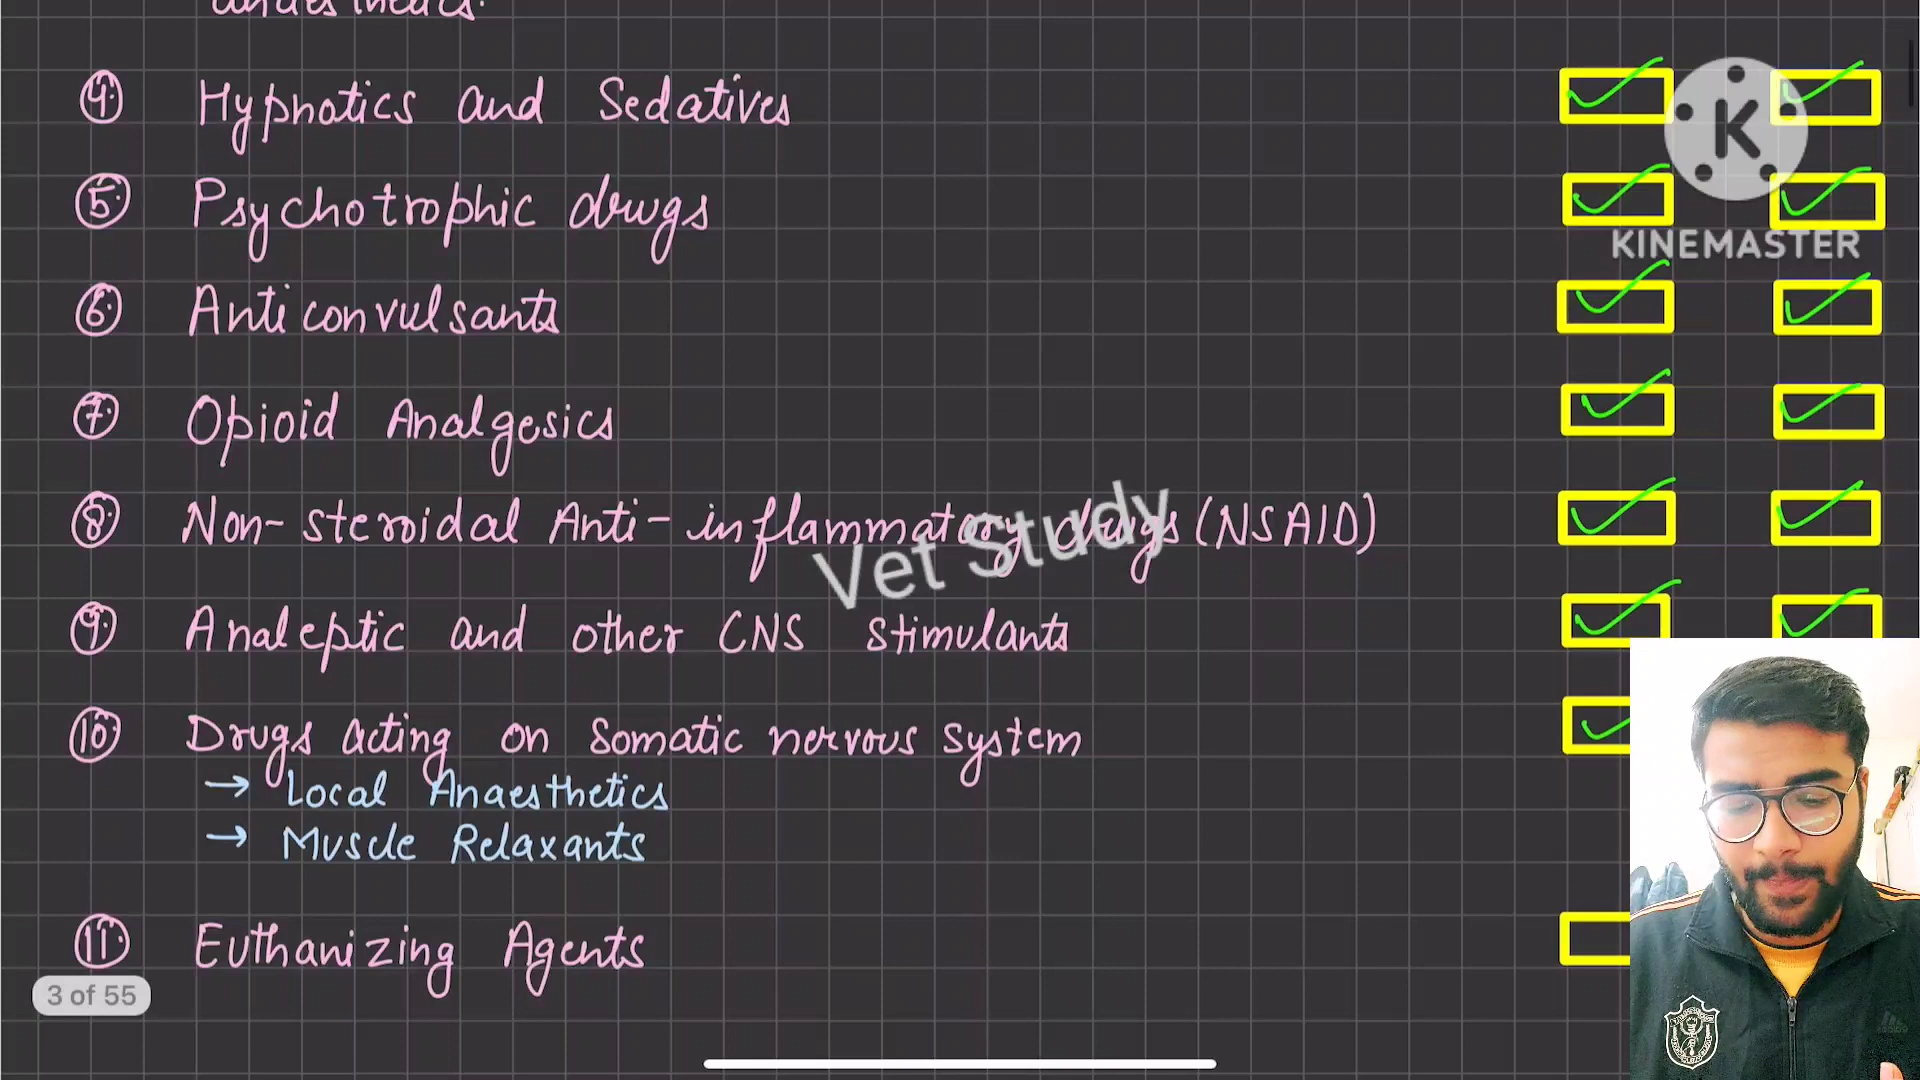 anaesthetics.
4. Hypnotics and Sedatives
5. Psychotrophic drugs
6. Anticonvulsants
7. Opioid Analgesics
8. Non-steroidal Anti-inflammatory drugs (NSAID)
9. Analeptic and other CNS stimulants
10. Drugs acting on Somatic nervous system
→ Local Anaesthetics
→ Muscle Relaxants
11. Euthanizing Agents
3 of 55
Vet Study
K
KINEMASTER
adidas